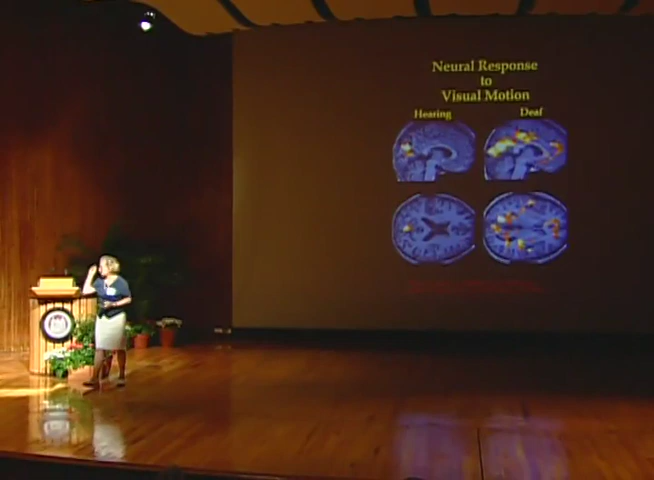 Neural Response
to
Visual Motion
Hearing Deaf